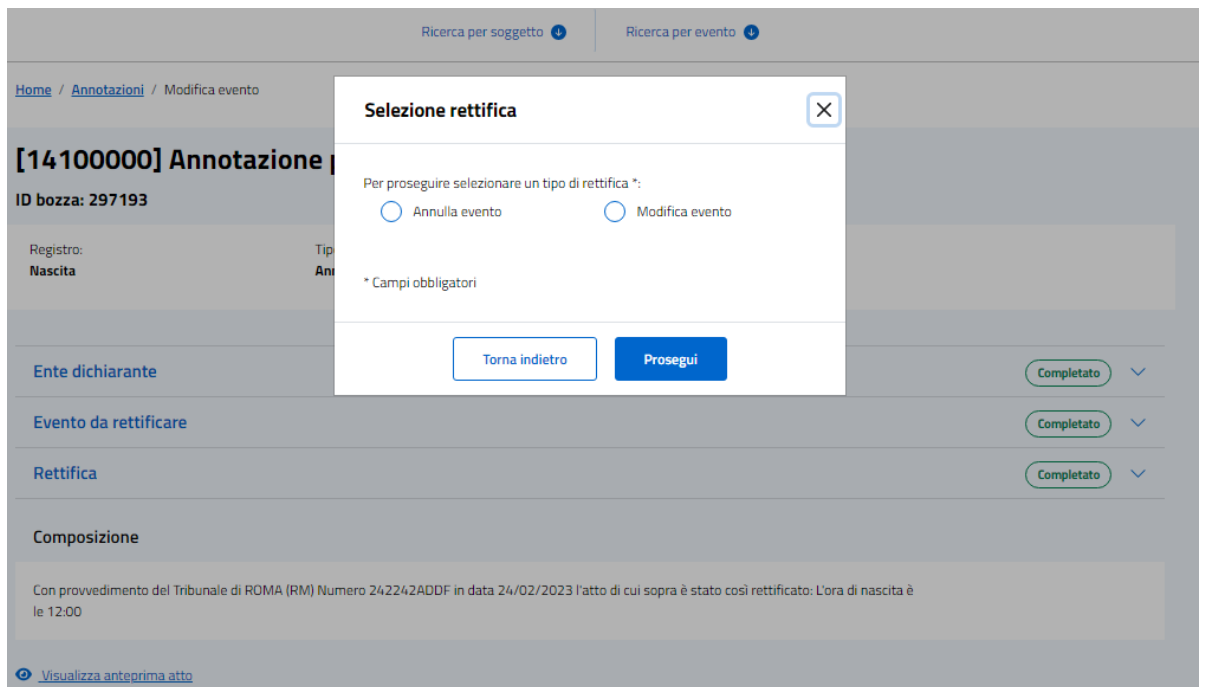 Ricerca per soggetto
Ricerca per evento
Home / Annotazioni / Modifica evento
Selezione rettifica
[14100000] Annotazione
ID bozza: 297193
Per proseguire selezionare un tipo di rettifica *:
Annulla evento
Modifica evento
Registro:
Nascita
* Campi obbligatori
Torna indietro
Prosegui
Ente dichiarante
Completato
Evento da rettificare
Completato
Rettifica
Completato
Composizione
Con provvedimento del Tribunale di ROMA (RM) Numero 242242ADDF in data 24/02/2023 l'atto di cui sopra è stato così rettificato: L'ora di nascita è
le 12:00
Visualizza anteprima atto